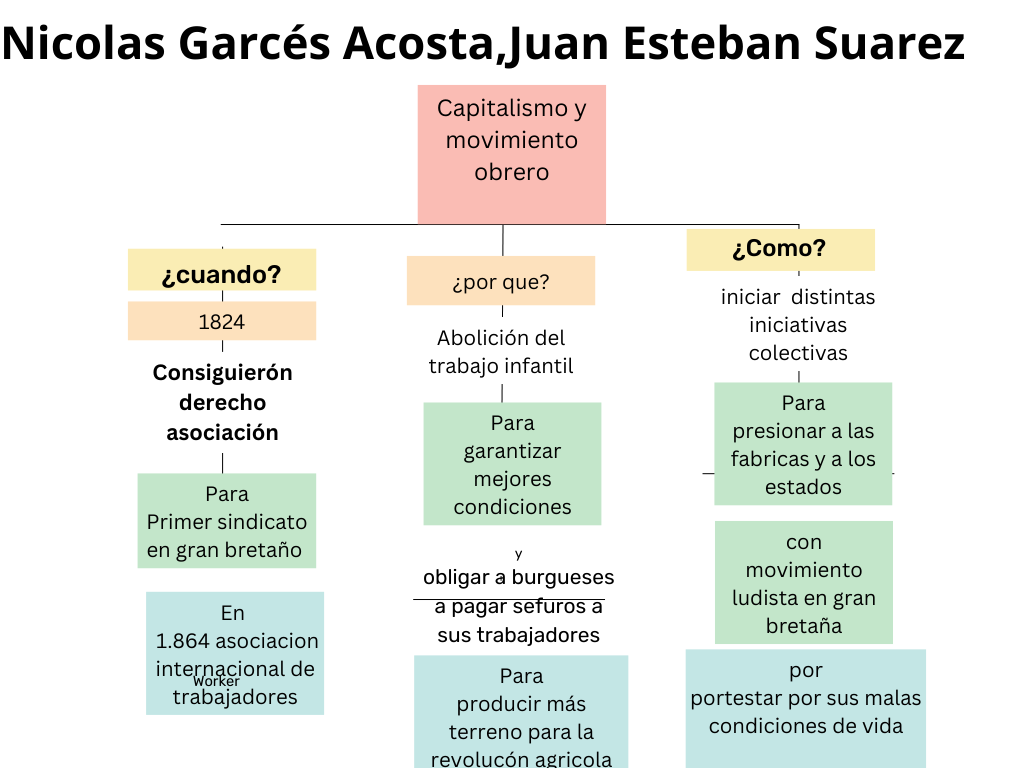 Nicolas Garcés Acosta,Juan Esteban Suarez
Capitalismo y
movimiento
obrero
¿cuando?
1824
Consiguierón
derecho
asociación
Para
Primer sindicato
en gran bretaño
En
1.864 asociacion
internacional de
Worker
trabajadores
¿por que?
Abolición del
trabajo infantil
Para
garantizar
mejores
condiciones
y
obligar a burgueses
a pagar sefuros a
sus trabajadores
Para
producir más
terreno para la
revolucón agricola
¿Como?
iniciar distintas
iniciativas
colectivas
Para
presionar a las
fabricas y a los
estados
con
movimiento
ludista en gran
bretaña
por
portestar por sus malas
condiciones de vida